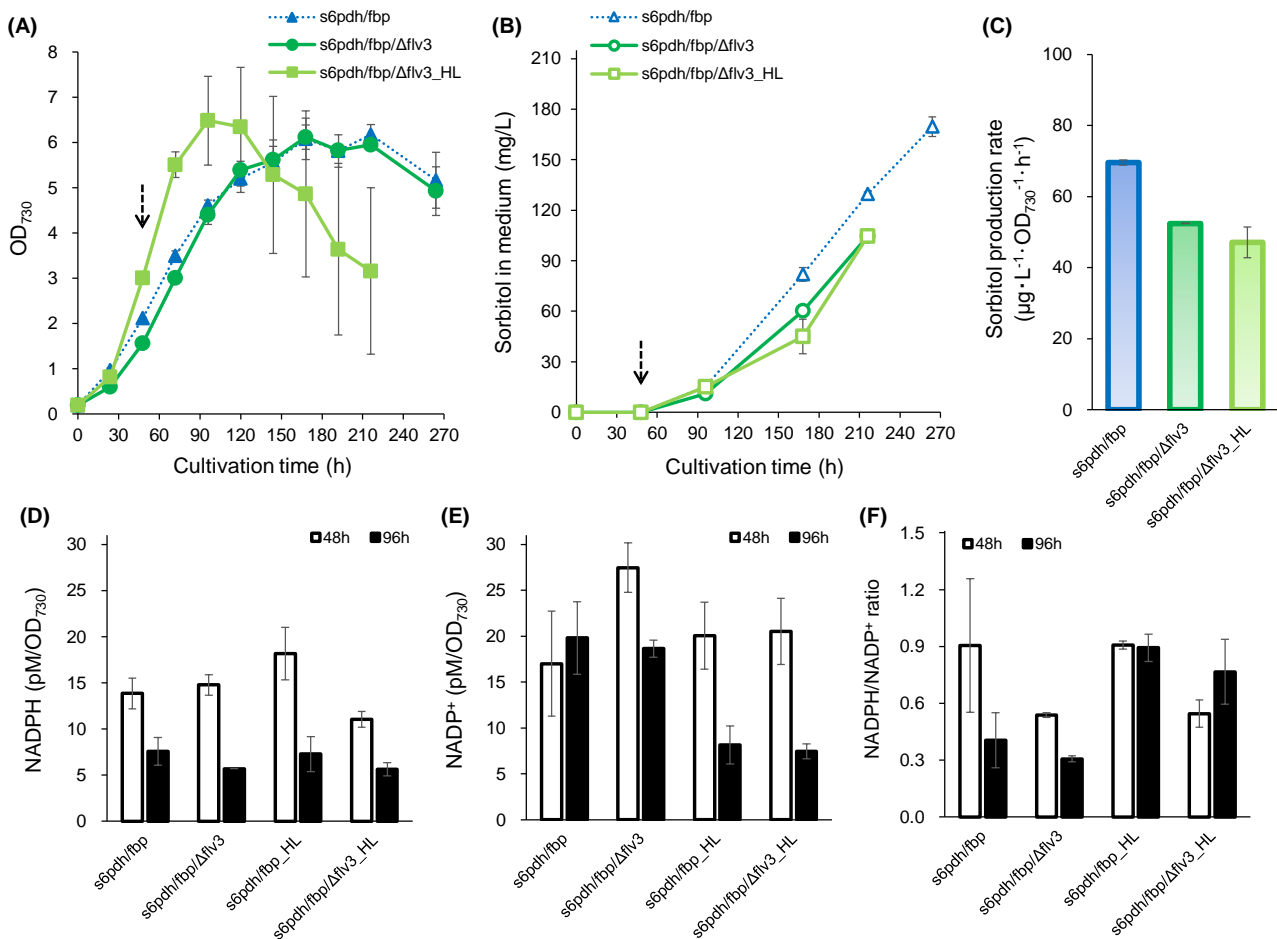 (A)
s6pdh/fbp
s6pdh/fbp/Δflv3
s6pdh/fbp/Δflv3_HL
8
7
6
5
4
3
2
1
0
OD730
0 30 60 90 120 150 180 210 240 270
Cultivation time (h)
(B)
s6pdh/fbp
s6pdh/fbp/Δflv3
s6pdh/fbp/Δflv3_HL
210
180
150
120
90
60
30
0
Sorbitol in medium (mg/L)
0 30 60 90 120 150 180 210 240 270
Cultivation time (h)
(C)
100
80
60
40
20
0
Sorbitol production rate
(µg・L-1・OD730-1・h-1)
s6pdh/fbp
s6pdh/fbp/Δflv3
s6pdh/fbp/Δflv3_HL
(D)
48h 96h
30
25
20
15
10
5
0
NADPH (pM/OD730)
s6pdh/fbp
s6pdh/fbp/Δflv3
s6pdh/fbp_HL
s6pdh/fbp/Δflv3_HL
(E)
48h 96h
30
25
20
15
10
5
0
NADP+ (pM/OD730)
s6pdh/fbp
s6pdh/fbp/Δflv3
s6pdh/fbp_HL
s6pdh/fbp/Δflv3_HL
(F)
48h 96h
1.5
1.2
0.9
0.6
0.3
0.0
NADPH/NADP+ ratio
s6pdh/fbp
s6pdh/fbp/Δflv3
s6pdh/fbp_HL
s6pdh/fbp/Δflv3_HL